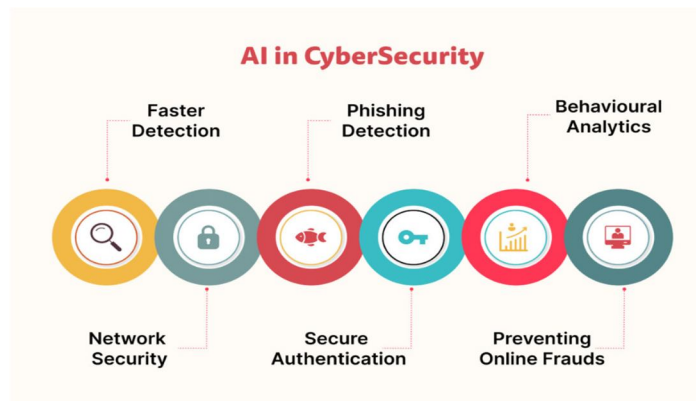 AI in CyberSecurity
Faster
Detection
Phishing
Detection
Behavioural
Analytics
Network
Security
Secure
Authentication
Preventing
Online Frauds